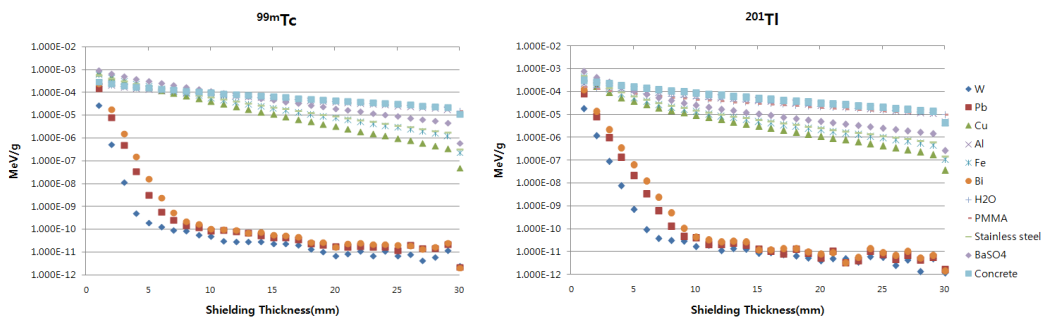 99mTc
1.000E-02
1.000E-03
1.000E-04
1.000E-05
1.000E-06
1.000E-07
1.000E-08
1.000E-09
1.000E-10
1.000E-11
1.000E-12
MeV/g
0 5 10 15 20 25 30
Shielding Thickness(mm)
201Tl
1.000E-02
1.000E-03
1.000E-04
1.000E-05
1.000E-06
1.000E-07
1.000E-08
1.000E-09
1.000E-10
1.000E-11
1.000E-12
MeV/g
0 5 10 15 20 25 30
Shielding Thickness(mm)
W
Pb
Cu
Al
Fe
Bi
H2O
PMMA
Stainless steel
BaSO4
Concrete